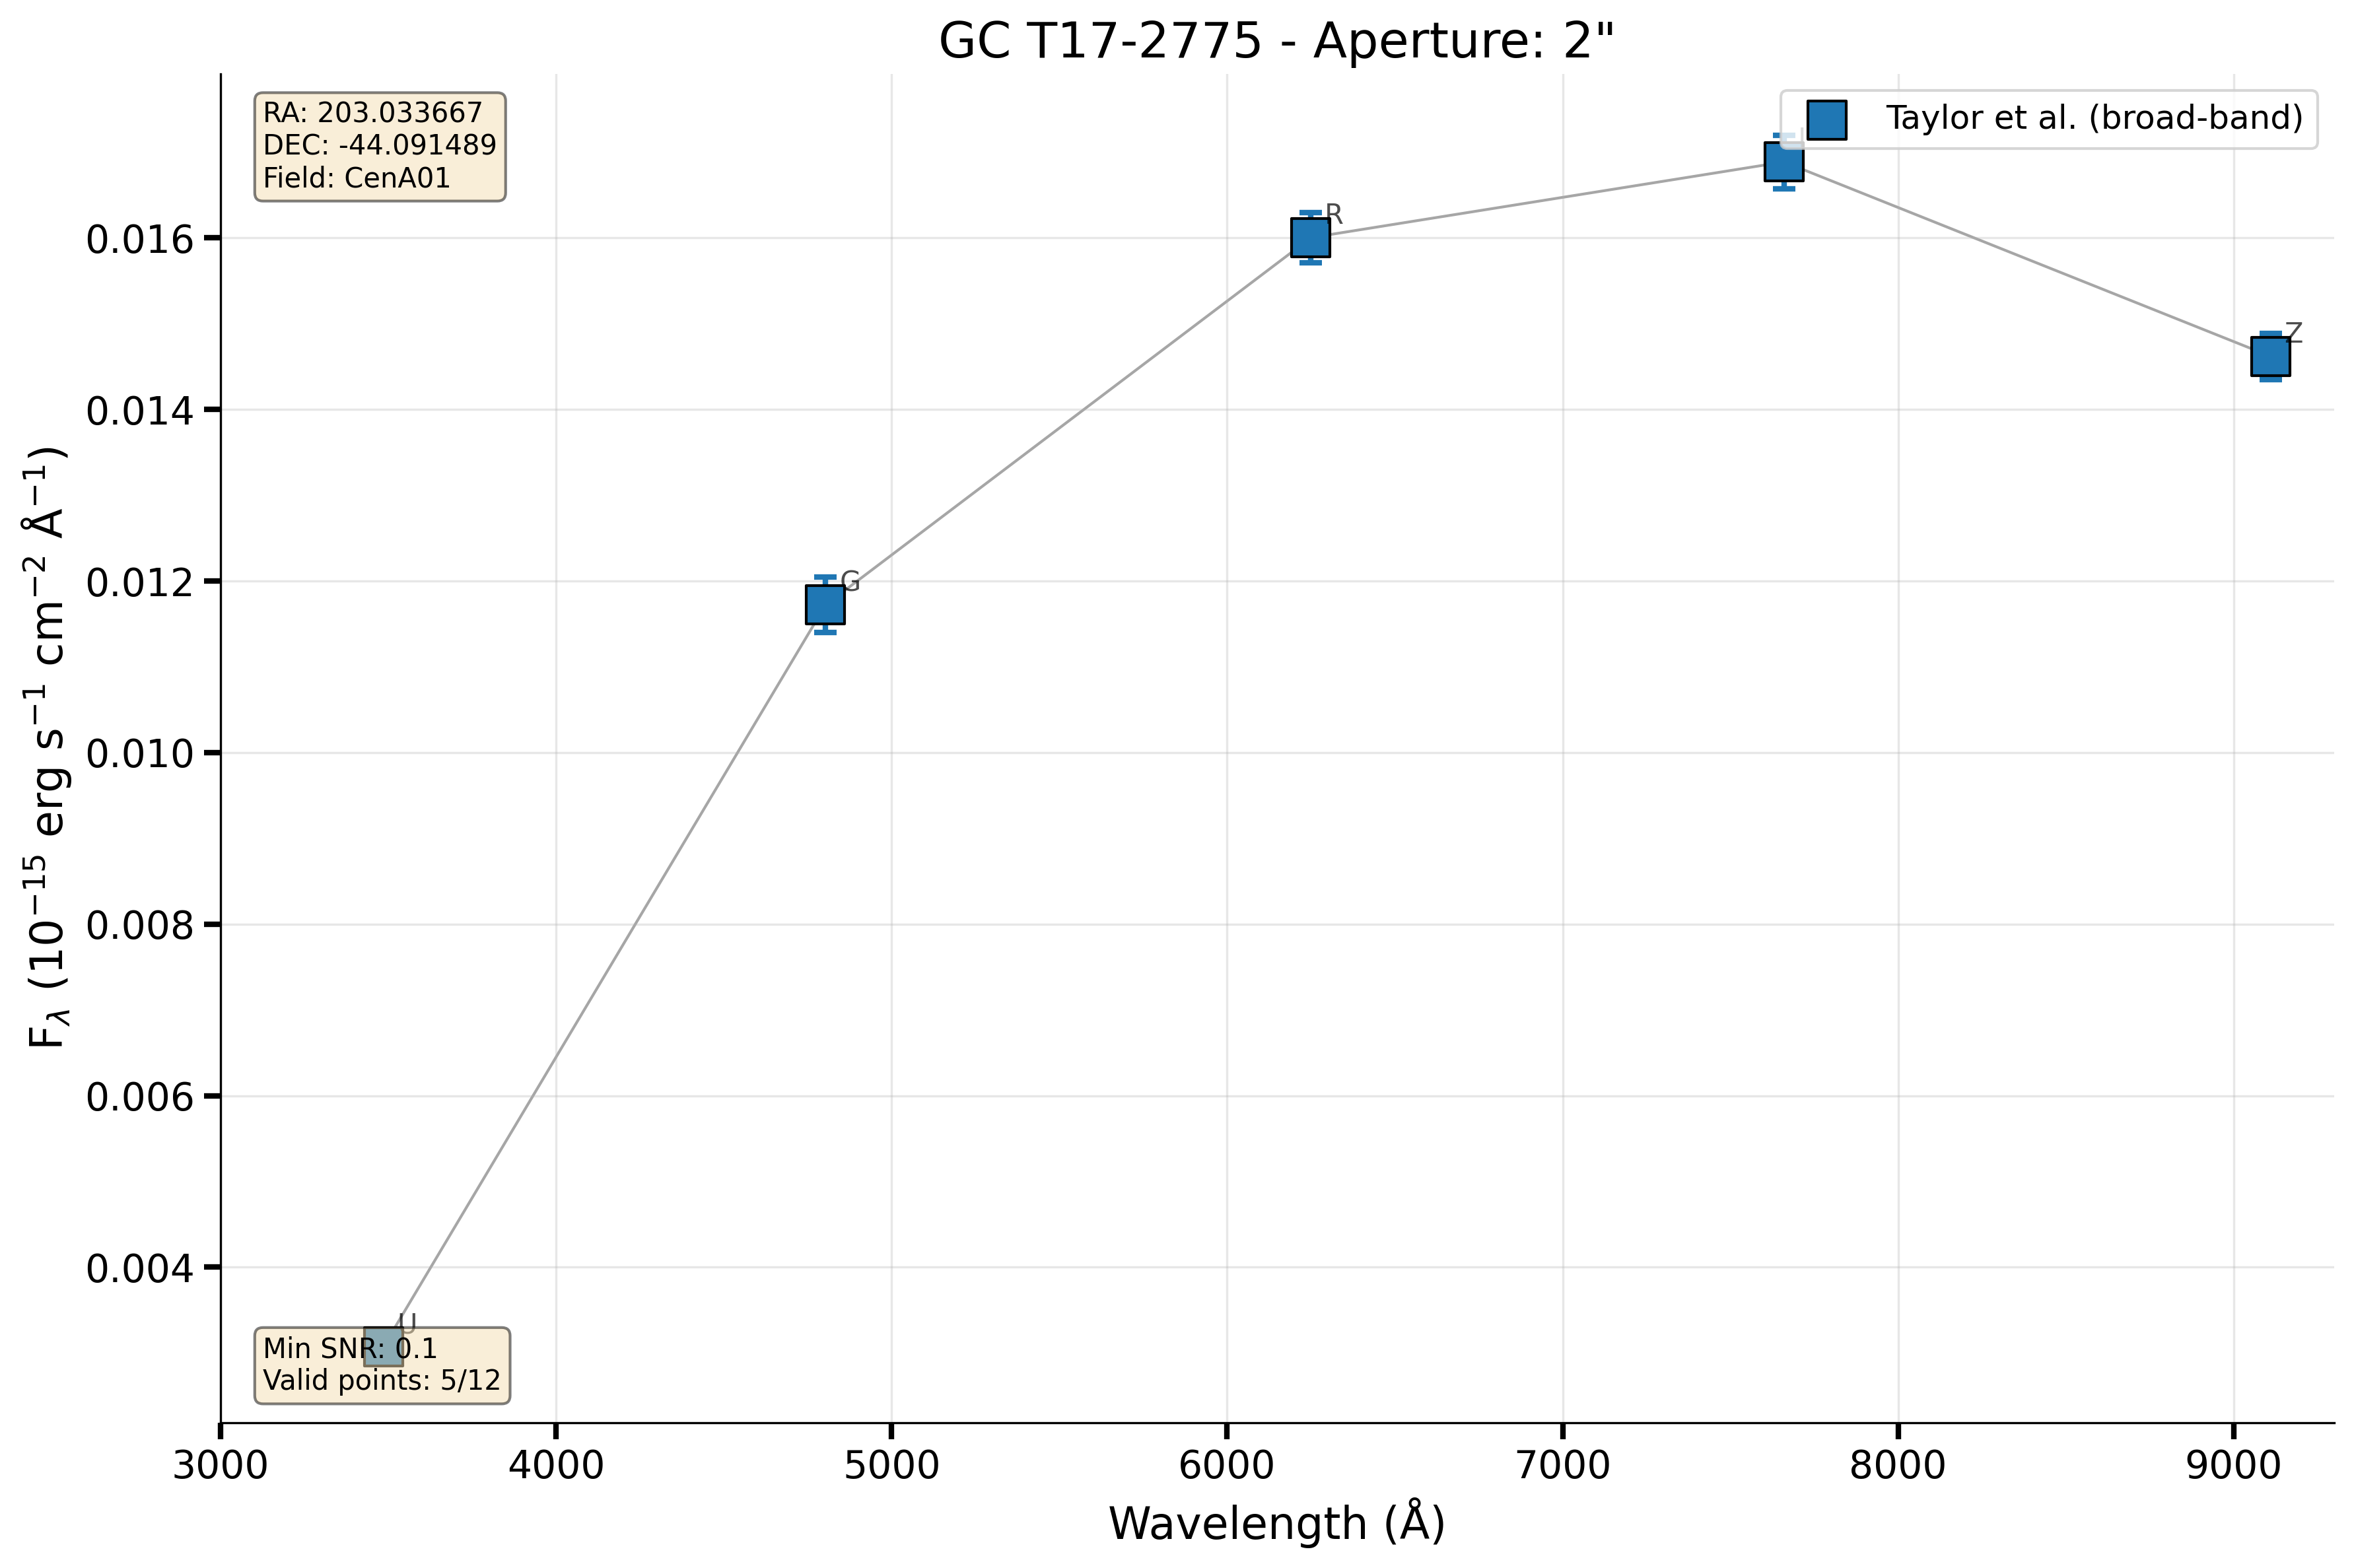 GC T17-2775 - Aperture: 2"
RA: 203.033667
DEC: -44.091489
Field: CenA01
Taylor et al. (broad-band)
I
R
Z
G
U
0.016
0.014
0.012
0.010
0.008
0.006
0.004
F_λ (10⁻¹⁵ erg s⁻¹ cm⁻² Å⁻¹)
Min SNR: 0.1
Valid points: 5/12
3000 4000 5000 6000 7000 8000 9000
Wavelength (Å)